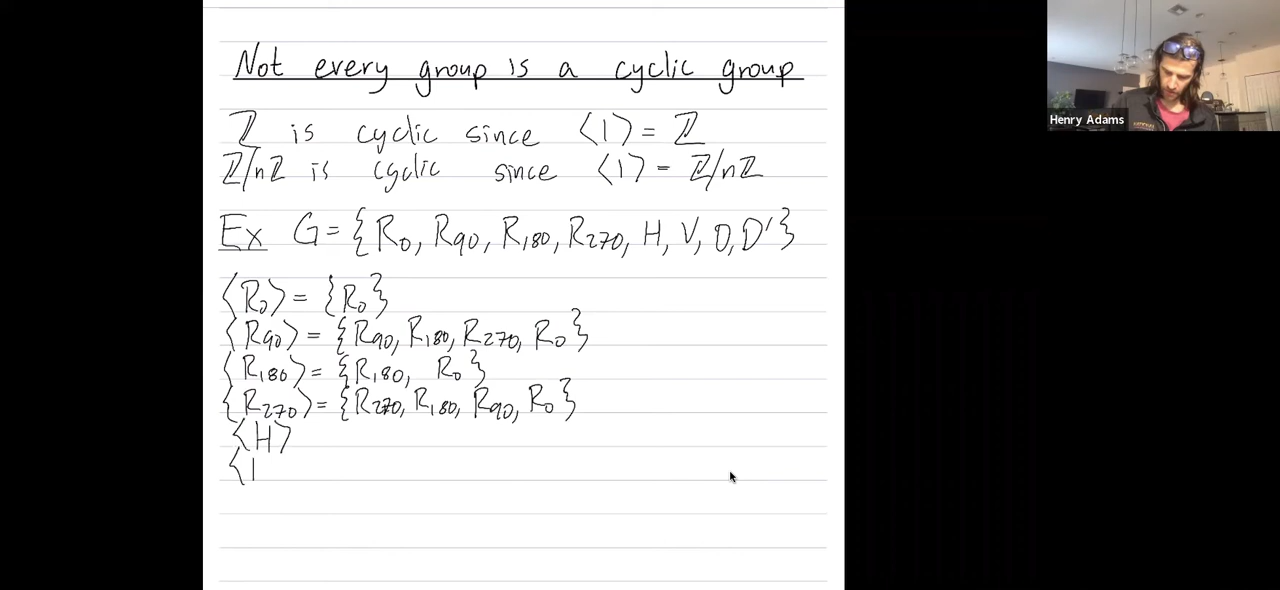 Not every group is a cyclic group
ℤ is cyclic since ⟨1⟩ = ℤ
ℤ/nℤ is cyclic since ⟨1⟩ = ℤ/nℤ
Ex G = {R₀, R₉₀, R₁₈₀, R₂₇₀, H, V, D, D'}
⟨R₀⟩ = {R₀}
⟨R₉₀⟩ = {R₉₀, R₁₈₀, R₂₇₀, R₀}
⟨R₁₈₀⟩ = {R₁₈₀, R₀}
⟨R₂₇₀⟩ = {R₂₇₀, R₁₈₀, R₉₀, R₀}
⟨H⟩
⟨|
Henry Adams